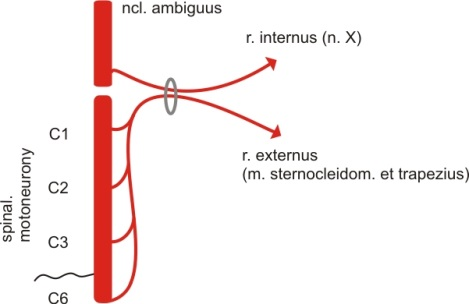 ncl. ambiguus
r. internus (n. X)
C1
r. externus
(m. sternocleidom. et trapezius)
C2
spinal.
motoneurony
C3
C6